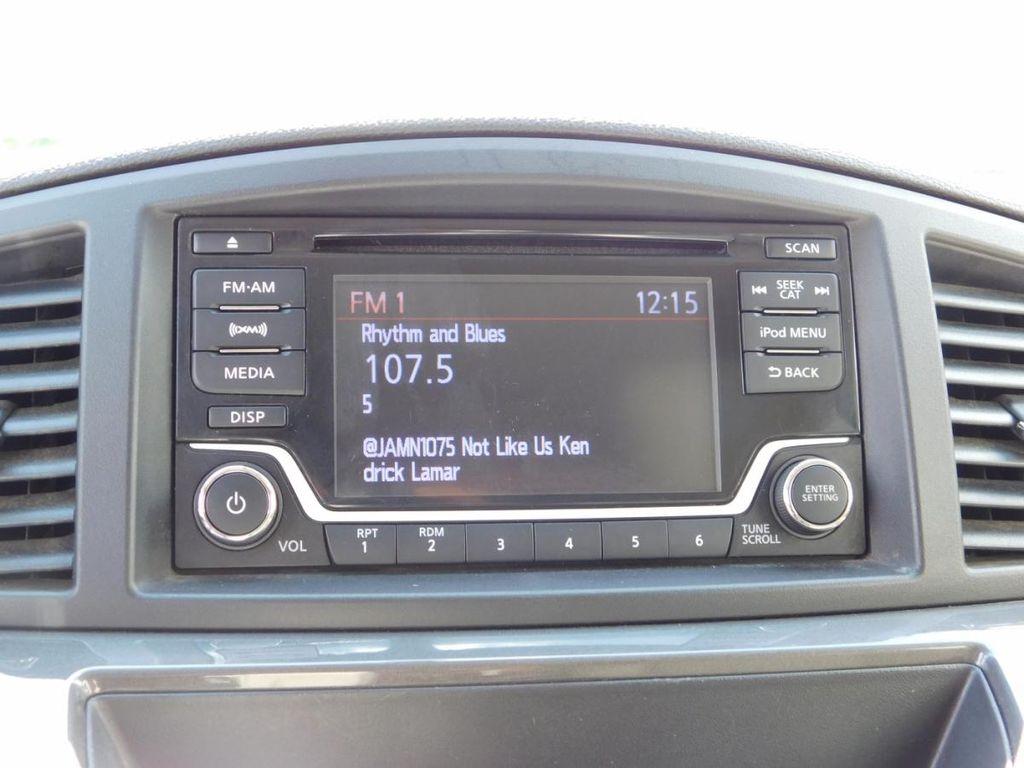 SCAN
FM·AM
SEEK
CAT
FM 1
12:15
Rhythm and Blues
((XM))
iPod MENU
107.5
MEDIA
BACK
5
DISP
@JAMN1075 Not Like Us Ken
drick Lamar
ENTER
SETTING
VOL
RPT
1
RDM
2
3
4
5
6
TUNE
SCROLL